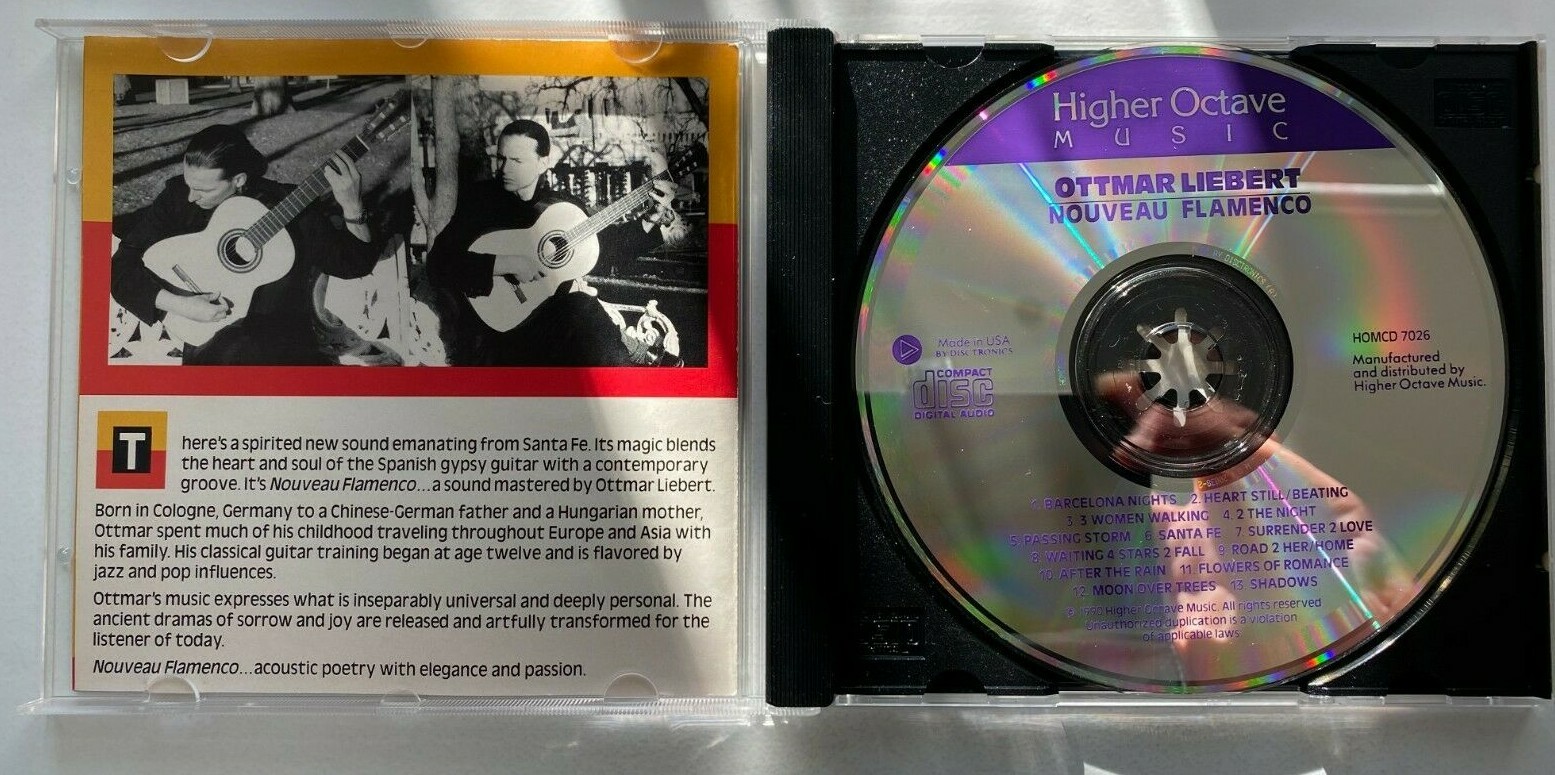 There's a spirited new sound emanating from Santa Fe. Its magic blends
the heart and soul of the Spanish gypsy guitar with a contemporary
groove. It's Nouveau Flamenco...a sound mastered by Ottmar Liebert.
Born in Cologne, Germany to a Chinese-German father and a Hungarian mother,
Ottmar spent much of his childhood traveling throughout Europe and Asia with
his family. His classical guitar training began at age twelve and is flavored by
jazz and pop influences.
Ottmar's music expresses what is inseparably universal and deeply personal. The
ancient dramas of sorrow and joy are released and artfully transformed for the
listener of today.
Nouveau Flamenco...acoustic poetry with elegance and passion.
Higher Octave
MUSIC
OTTMAR LIEBERT
NOUVEAU FLAMENCO
BY DISCTRONICS
Made in USA
BY DISCTRONICS
COMPACT
disc
DIGITAL AUDIO
HOMCD 7026
Manufactured
and distributed by
Higher Octave Music.
1. BARCELONA NIGHTS 2. HEART STILL/BEATING
3. 3 WOMEN WALKING 4. 2 THE NIGHT
5. PASSING STORM 6. SANTA FE 7. SURRENDER 2 LOVE
8. WAITING 4 STARS 2 FALL 9. ROAD 2 HER/HOME
10. AFTER THE RAIN 11. FLOWERS OF ROMANCE
12. MOON OVER TREES 13. SHADOWS
1990 Higher Octave Music. All rights reserved
Unauthorized duplication is a violation
of applicable laws